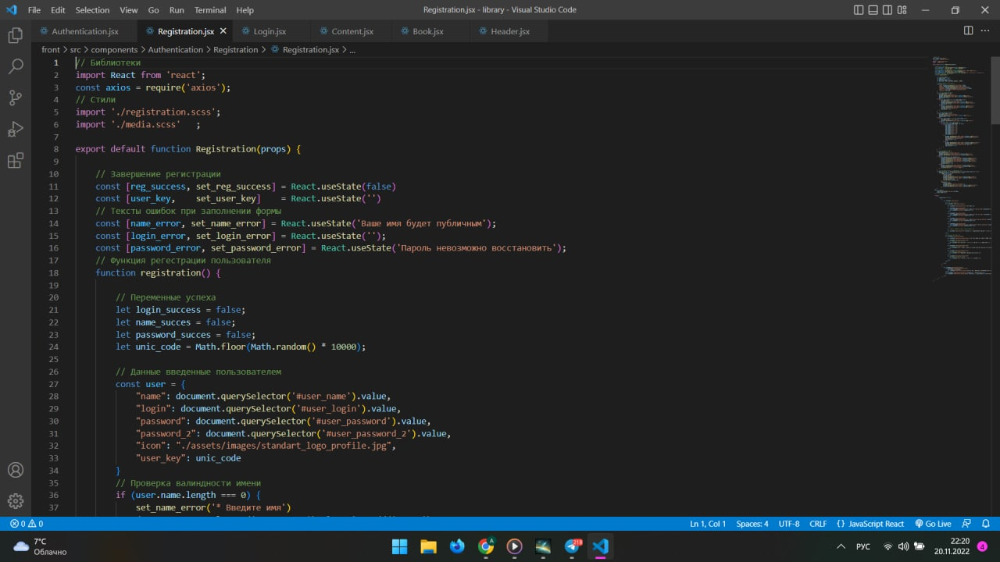 File Edit Selection View Go Run Terminal Help Registration.jsx - library - Visual Studio Code
Authentication.jsx Registration.jsx Login.jsx Content.jsx Book.jsx Header.jsx
front > src > components > Authentication > Registration > Registration.jsx > ...
1 // Библиотеки
2 import React from 'react';
3 const axios = require('axios');
4 // Стили
5 import './registration.scss';
6 import './media.scss' ;
7
8 export default function Registration(props) {
9
10 // Завершение регистрации
11 const [reg_success, set_reg_success] = React.useState(false)
12 const [user_key, set_user_key] = React.useState('')
13 // Тексты ошибок при заполнении формы
14 const [name_error, set_name_error] = React.useState('Ваше имя будет публичным');
15 const [login_error, set_login_error] = React.useState('');
16 const [password_error, set_password_error] = React.useState('Пароль невозможно восстановить');
17 // Функция регестрации пользователя
18 function registration() {
19
20 // Переменные успеха
21 let login_success = false;
22 let name_succes = false;
23 let password_succes = false;
24 let unic_code = Math.floor(Math.random() * 10000);
25
26 // Данные введенные пользователем
27 const user = {
28 "name": document.querySelector('#user_name').value,
29 "login": document.querySelector('#user_login').value,
30 "password": document.querySelector('#user_password').value,
31 "password_2": document.querySelector('#user_password_2').value,
32 "icon": "./assets/images/standart_logo_profile.jpg",
33 "user_key": unic_code
34 }
35 // Проверка валиндности имени
36 if (user.name.length === 0) {
37 set_name_error('* Введите имя')
0 0 Ln 1, Col 1 Spaces: 4 UTF-8 CRLF {} JavaScript React Go Live
7°C
Облачно
218
РУС
22:20
20.11.2022
4